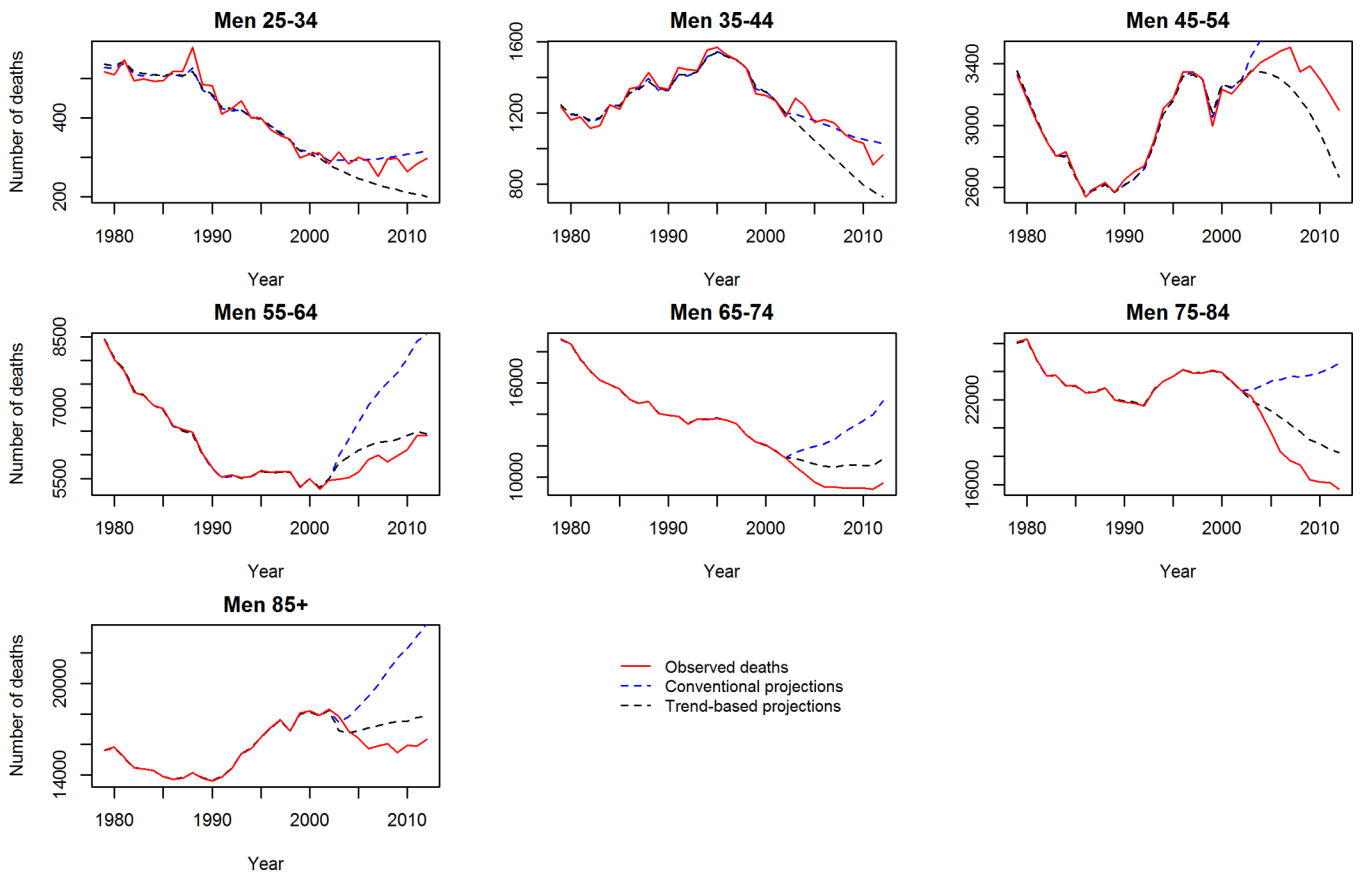 Men 25-34
Men 35-44
Men 45-54
Number of deaths
200
400
800
1200
1600
2600
3000
3400
1980
1990
2000
2010
1980
1990
2000
2010
1980
1990
2000
2010
Year
Year
Year
Men 55-64
Men 65-74
Men 75-84
Number of deaths
5500
7000
8500
10000
16000
16000
22000
1980
1990
2000
2010
1980
1990
2000
2010
1980
1990
2000
2010
Year
Year
Year
Men 85+
Number of deaths
14000
20000
1980
1990
2000
2010
Year
Observed deaths
Conventional projections
Trend-based projections